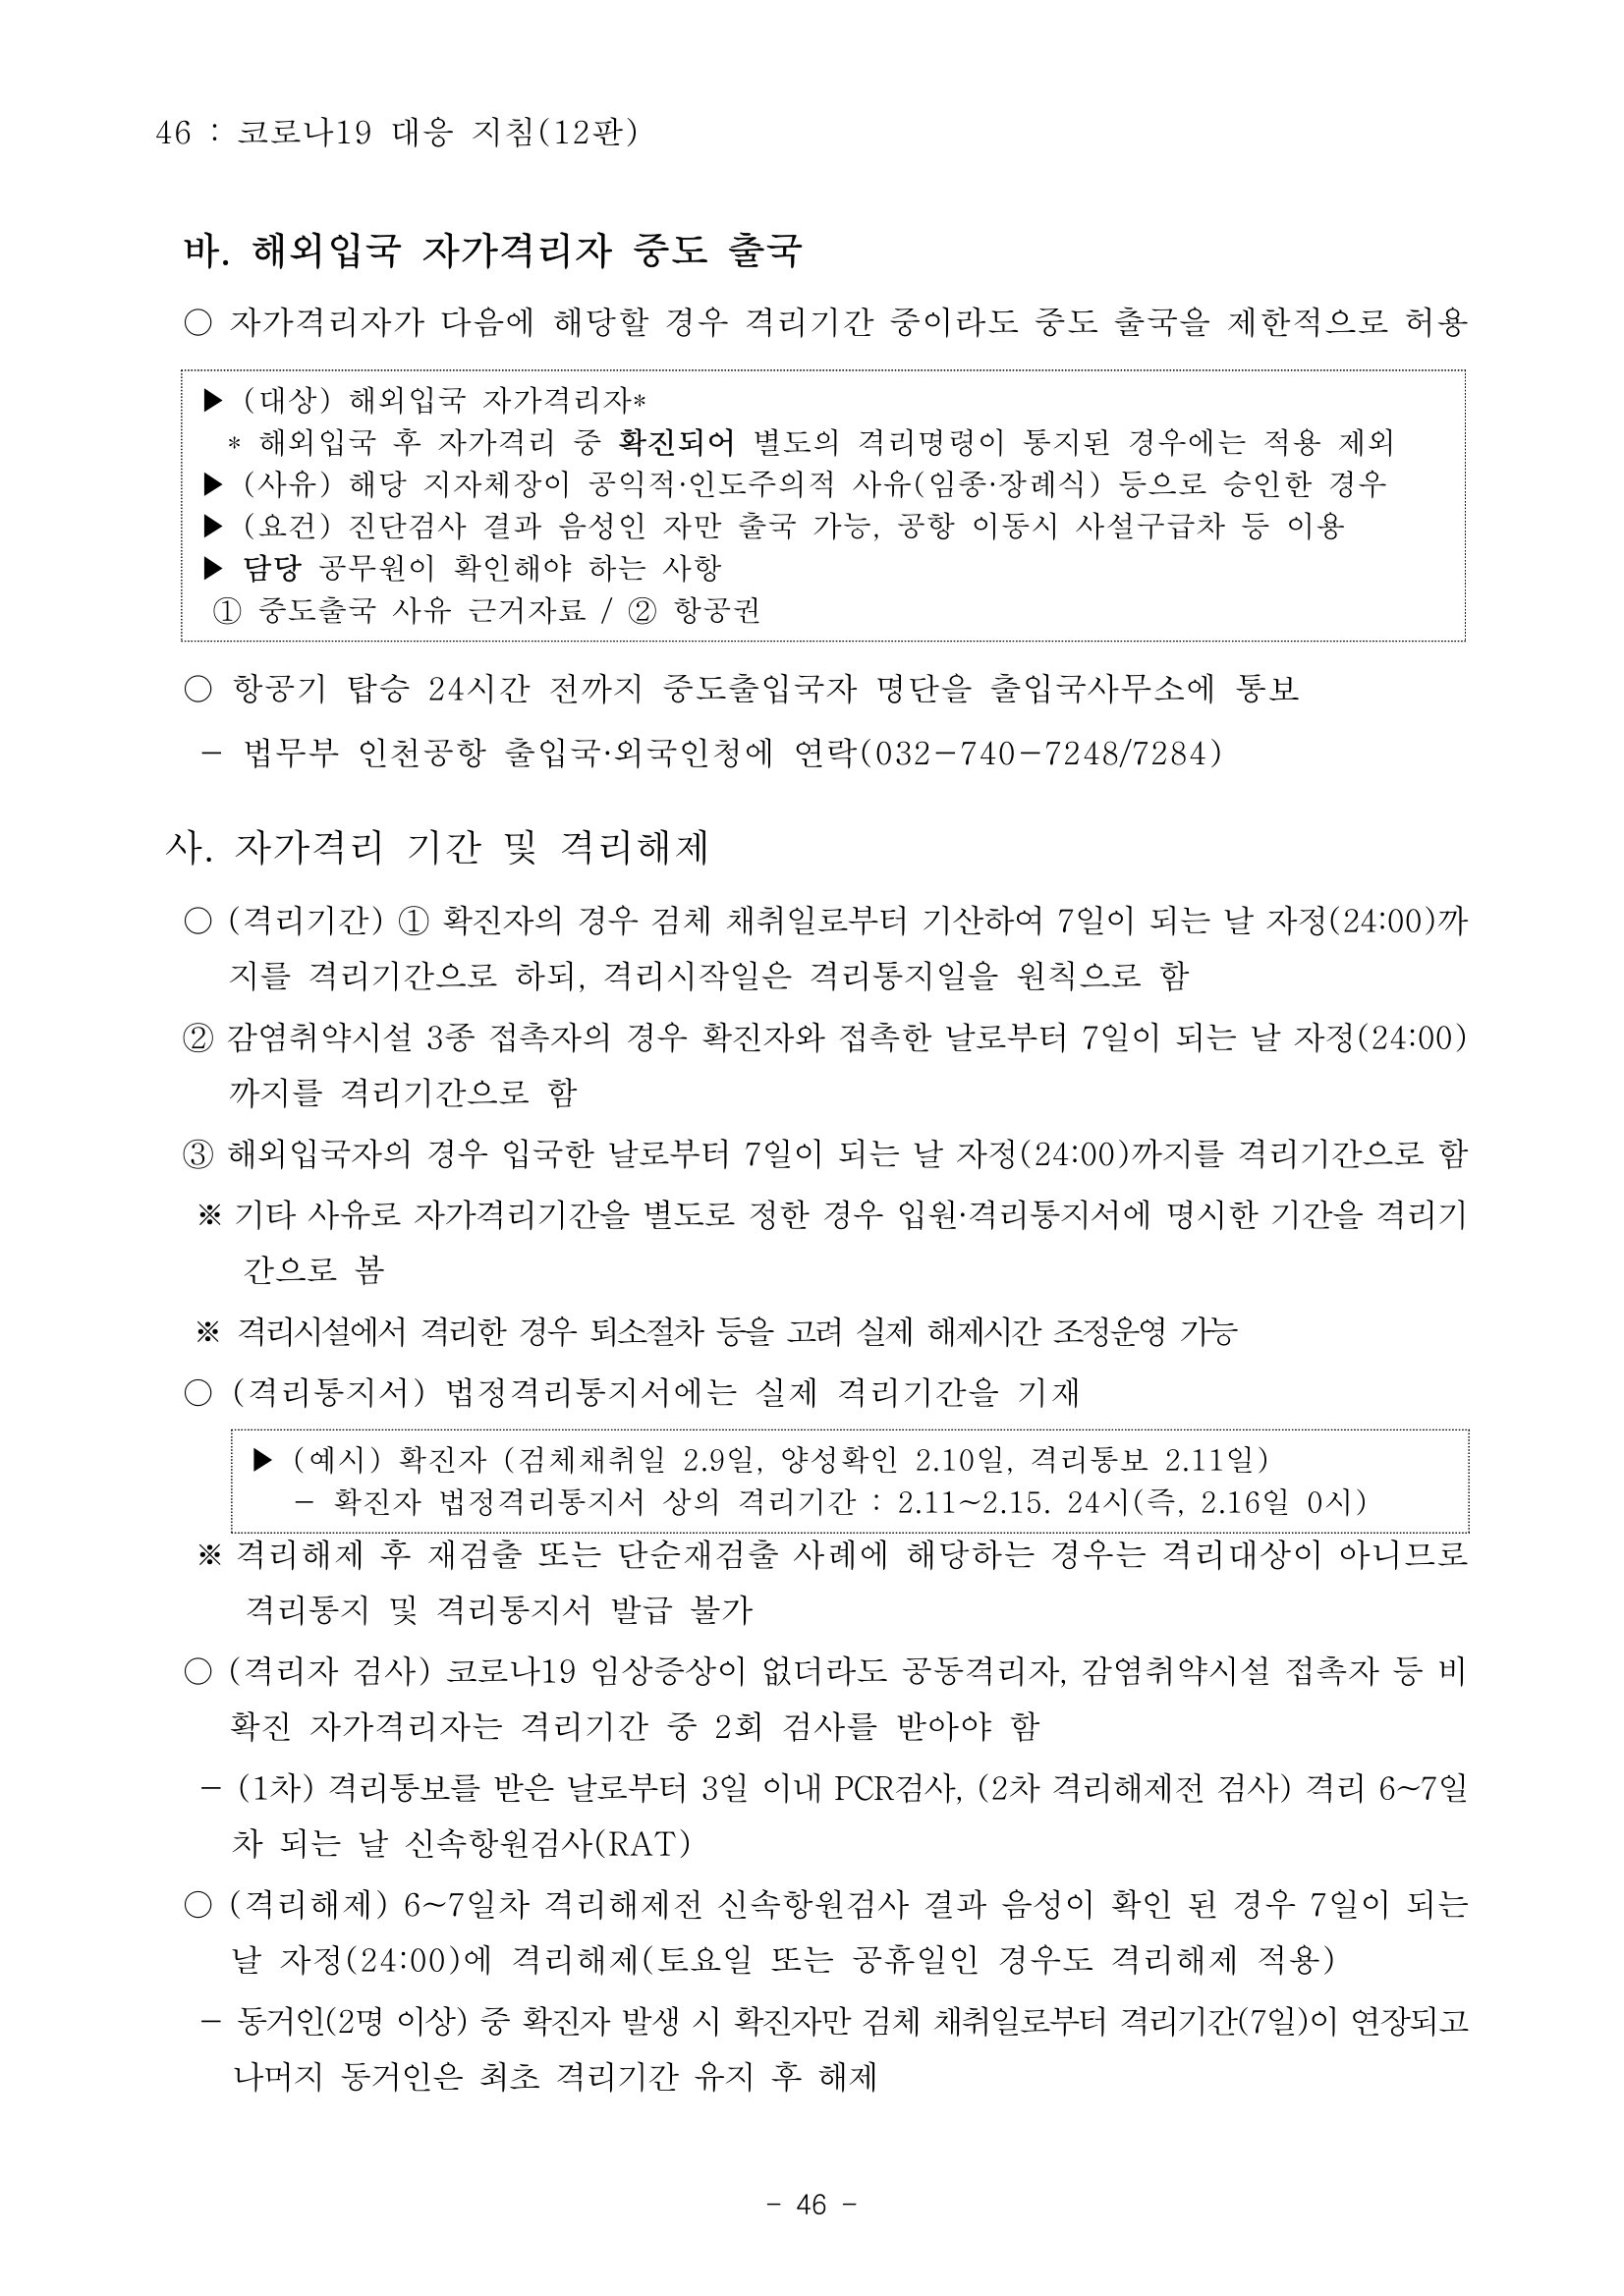 46 : 코로나19 대응 지침(12판)
바. 해외입국 자가격리자 중도 출국
○ 자가격리자가 다음에 해당할 경우 격리기간 중이라도 중도 출국을 제한적으로 허용
▶ (대상) 해외입국 자가격리자*
* 해외입국 후 자가격리 중 확진되어 별도의 격리명령이 통지된 경우에는 적용 제외
▶ (사유) 해당 지자체장이 공익적·인도주의적 사유(임종·장례식) 등으로 승인한 경우
▶ (요건) 진단검사 결과 음성인 자만 출국 가능, 공항 이동시 사설구급차 등 이용
▶ 담당 공무원이 확인해야 하는 사항
① 중도출국 사유 근거자료 / ② 항공권
○ 항공기 탑승 24시간 전까지 중도출입국자 명단을 출입국사무소에 통보
− 법무부 인천공항 출입국·외국인청에 연락(032−740−7248/7284)
사. 자가격리 기간 및 격리해제
○ (격리기간) ① 확진자의 경우 검체 채취일로부터 기산하여 7일이 되는 날 자정(24:00)까
지를 격리기간으로 하되, 격리시작일은 격리통지일을 원칙으로 함
② 감염취약시설 3종 접촉자의 경우 확진자와 접촉한 날로부터 7일이 되는 날 자정(24:00)
까지를 격리기간으로 함
③ 해외입국자의 경우 입국한 날로부터 7일이 되는 날 자정(24:00)까지를 격리기간으로 함
※ 기타 사유로 자가격리기간을 별도로 정한 경우 입원·격리통지서에 명시한 기간을 격리기
간으로 봄
※ 격리시설에서 격리한 경우 퇴소절차 등을 고려 실제 해제시간 조정운영 가능
○ (격리통지서) 법정격리통지서에는 실제 격리기간을 기재
▶ (예시) 확진자 (검체채취일 2.9일, 양성확인 2.10일, 격리통보 2.11일)
− 확진자 법정격리통지서 상의 격리기간 : 2.11~2.15. 24시(즉, 2.16일 0시)
※ 격리해제 후 재검출 또는 단순재검출 사례에 해당하는 경우는 격리대상이 아니므로
격리통지 및 격리통지서 발급 불가
○ (격리자 검사) 코로나19 임상증상이 없더라도 공동격리자, 감염취약시설 접촉자 등 비
확진 자가격리자는 격리기간 중 2회 검사를 받아야 함
− (1차) 격리통보를 받은 날로부터 3일 이내 PCR검사, (2차 격리해제전 검사) 격리 6~7일
차 되는 날 신속항원검사(RAT)
○ (격리해제) 6~7일차 격리해제전 신속항원검사 결과 음성이 확인 된 경우 7일이 되는
날 자정(24:00)에 격리해제(토요일 또는 공휴일인 경우도 격리해제 적용)
− 동거인(2명 이상) 중 확진자 발생 시 확진자만 검체 채취일로부터 격리기간(7일)이 연장되고
나머지 동거인은 최초 격리기간 유지 후 해제
- 46 -